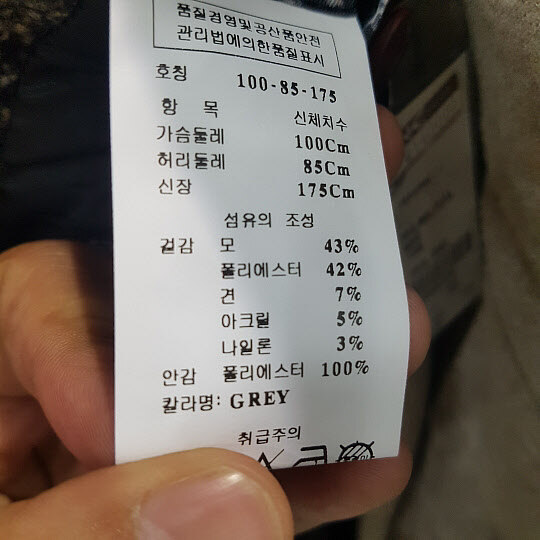 품질경영및공산품안전
관리법에의한품질표시
호칭 100-85-175
항 목 신체치수
가슴둘레 100Cm
허리둘레 85Cm
신장 175Cm
섬유의 조성
겉감 모 43%
폴리에스터 42%
견 7%
아크릴 5%
나일론 3%
안감 폴리에스터 100%
칼라명: GREY
취급주의